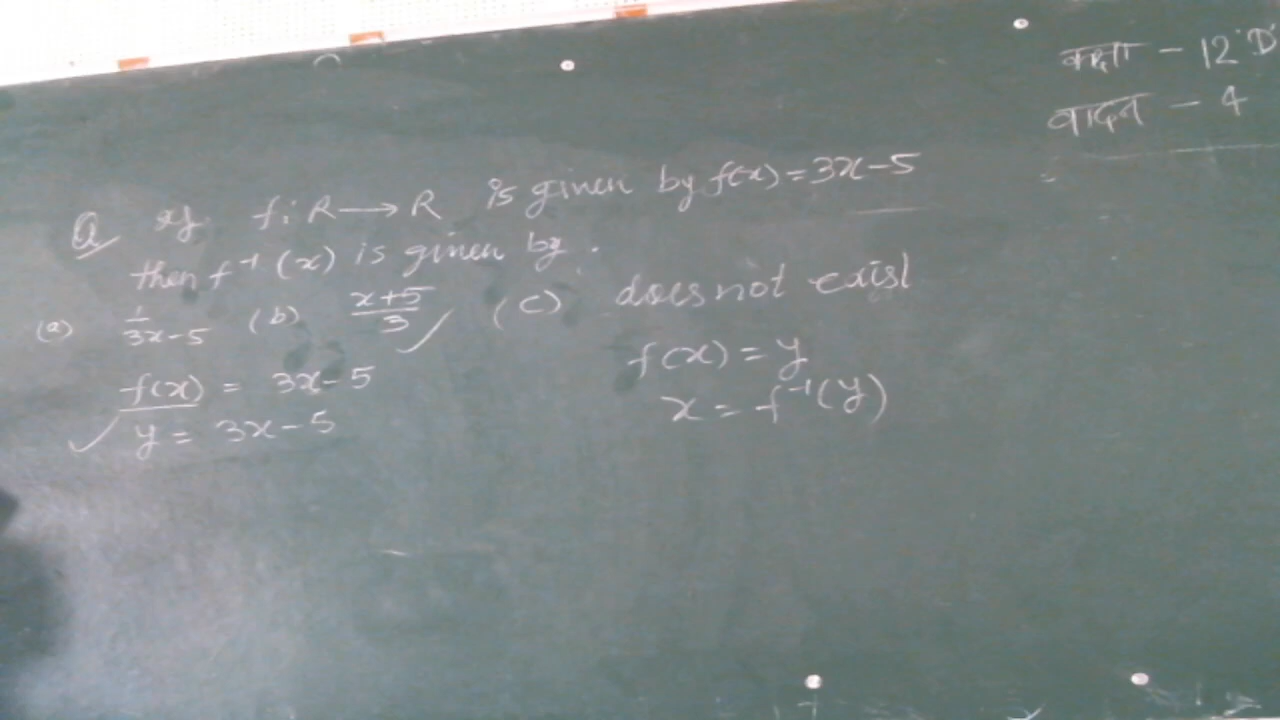 कक्षा - 12 'D'
वादन - 4
Q If f: R → R is given by f(x) = 3x-5
then f⁻¹(x) is given by.
(a) 1/3x-5 (b) x+5/3 ✓ (c) does not exist
f(x) = 3x-5
✓ y = 3x-5
f(x) = y
x = f⁻¹(y)